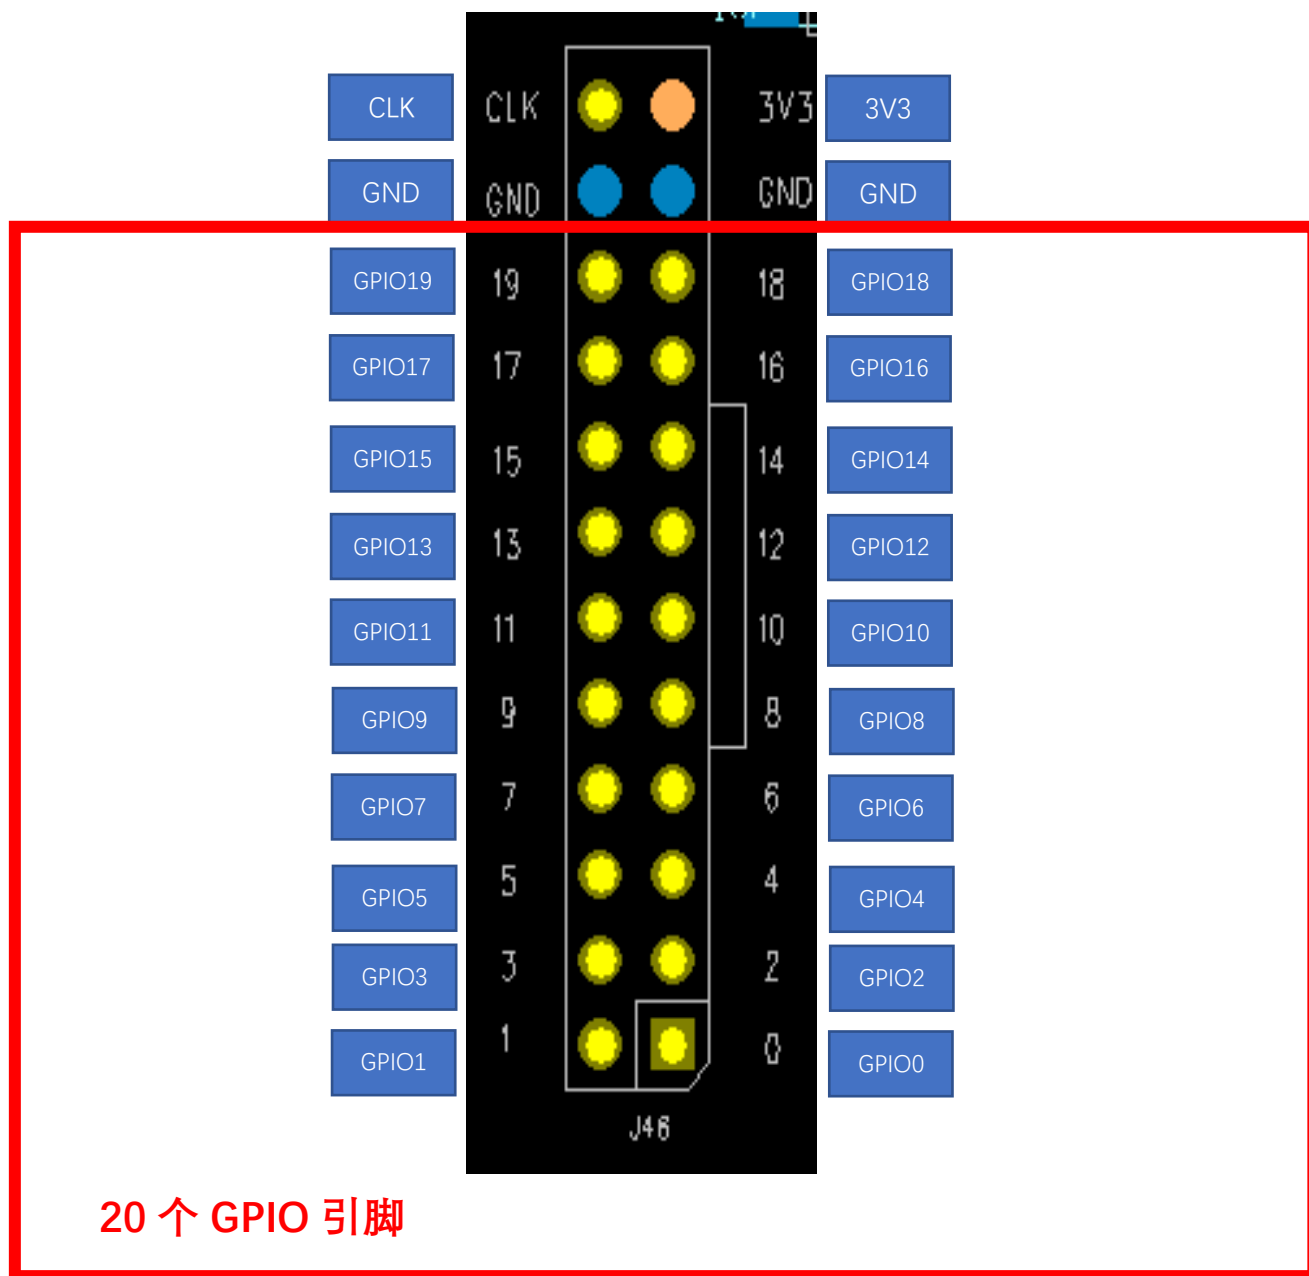 CLK CLK 3V3 3V3
GND GND GND GND
GPIO19 19 18 GPIO18
GPIO17 17 16 GPIO16
GPIO15 15 14 GPIO14
GPIO13 13 12 GPIO12
GPIO11 11 10 GPIO10
GPIO9 9 8 GPIO8
GPIO7 7 6 GPIO6
GPIO5 5 4 GPIO4
GPIO3 3 2 GPIO2
GPIO1 1 0 GPIO0
J46
20 个 GPIO 引脚